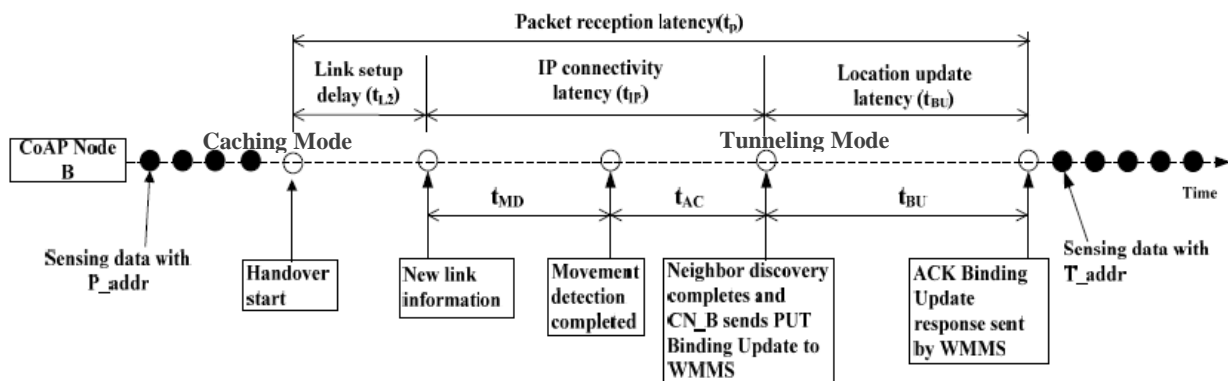 Packet reception latency(tp)
Link setup
delay (tL2)
IP connectivity
latency (tIP)
Location update
latency (tBU)
Caching Mode
Tunneling Mode
CoAP Node
B
Time
tMD
tAC
tBU
Sensing data with
P_addr
Handover
start
New link
information
Movement
detection
completed
Neighbor discovery
completes and
CN_B sends PUT
Binding Update to
WMMS
ACK Binding
Update
response sent
by WMMS
Sensing data with
T_addr